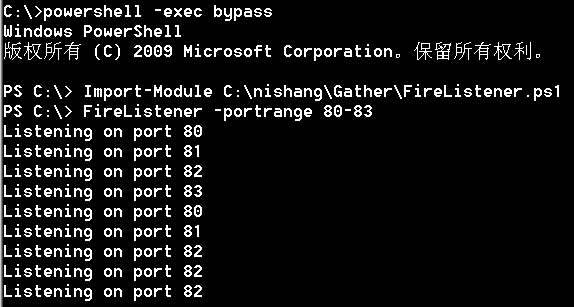 C:\>powershell -exec bypass
Windows PowerShell
版权所有 (C) 2009 Microsoft Corporation。保留所有权利。
PS C:\> Import-Module C:\nishang\Gather\FireListener.ps1
PS C:\> FireListener -portrange 80-83
Listening on port 80
Listening on port 81
Listening on port 82
Listening on port 83
Listening on port 80
Listening on port 81
Listening on port 82
Listening on port 82
Listening on port 82